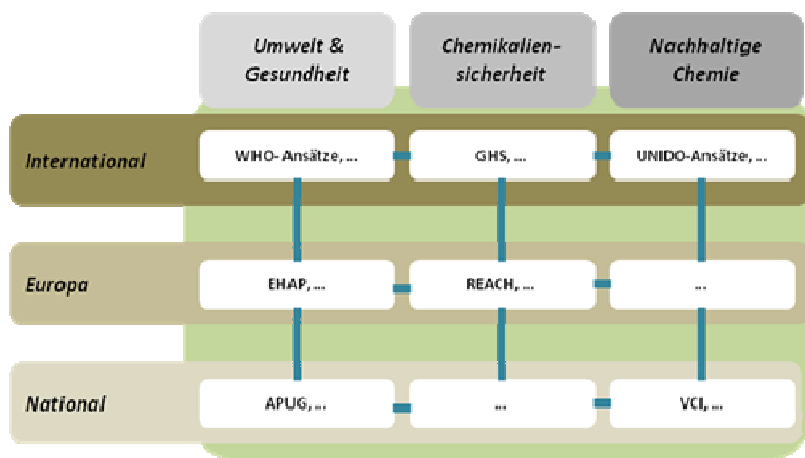 Umwelt &
Gesundheit
Chemikalien-
sicherheit
Nachhaltige
Chemie
International
WHO- Ansätze, ...
GHS, ...
UNIDO-Ansätze, ...
Europa
EHAP, ...
REACH, ...
...
National
APUG, ...
...
VCI, ...